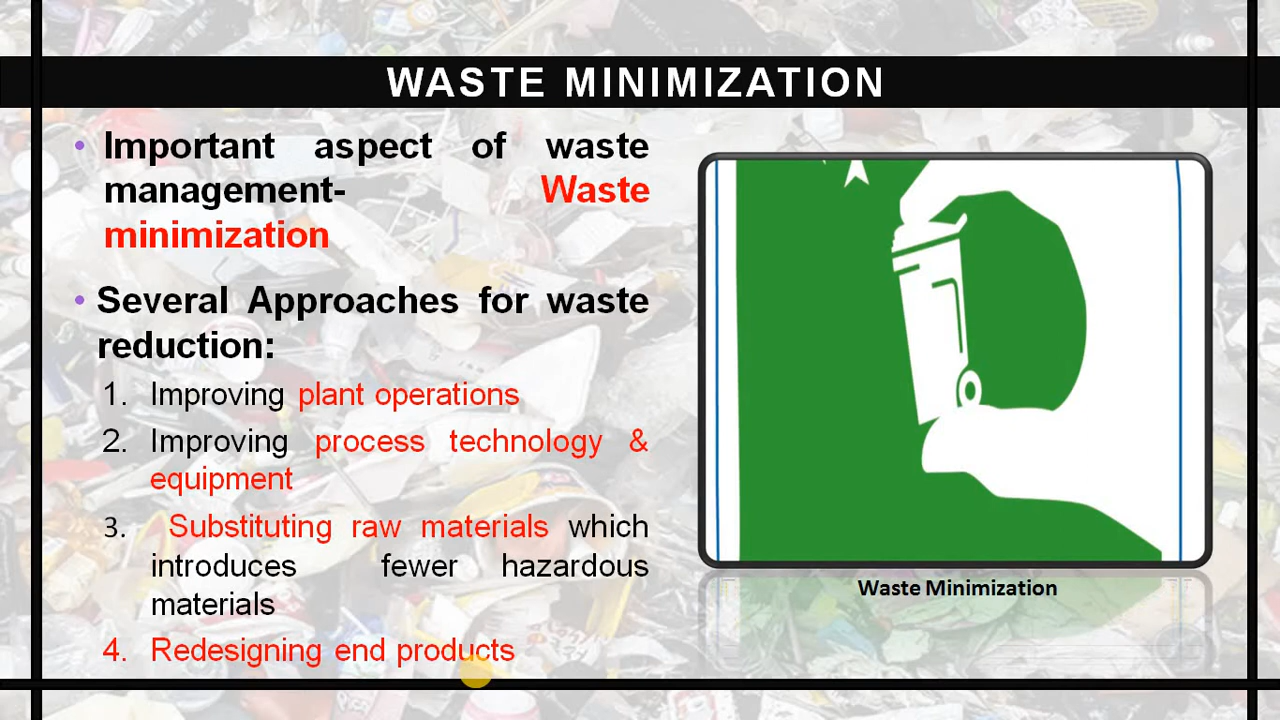 WASTE MINIMIZATION
• Important aspect of waste
management- Waste
minimization
• Several Approaches for waste
reduction:
1. Improving plant operations
2. Improving process technology &
equipment
3. Substituting raw materials which
introduces fewer hazardous
materials
4. Redesigning end products
Waste Minimization